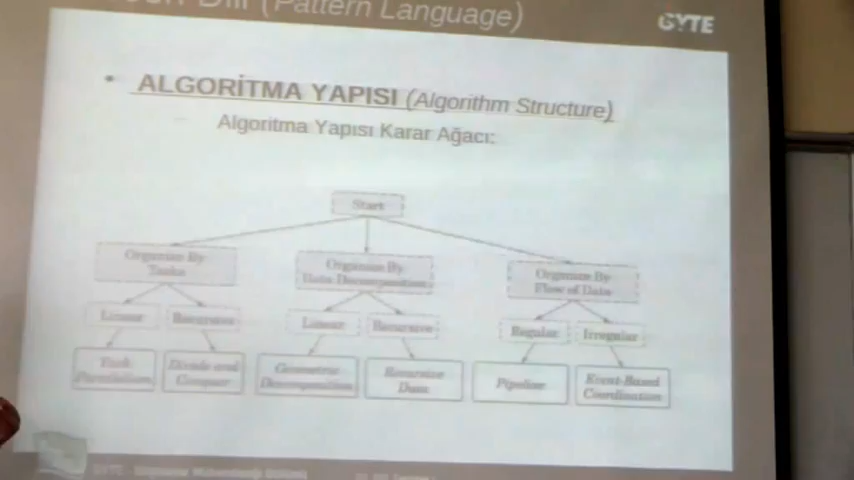 Dili (Pattern Language)
GYTE
• ALGORİTMA YAPISI (Algorithm Structure)
Algoritma Yapısı Karar Ağacı:
Start
Organize By
Tasks
Organize By
Data Decomposition
Organize By
Flow of Data
Linear
Recursive
Linear
Recursive
Regular
Irregular
Task
Parallelism
Divide and
Conquer
Geometric
Decomposition
Recursive
Data
Pipeline
Event-Based
Coordination
GYTE